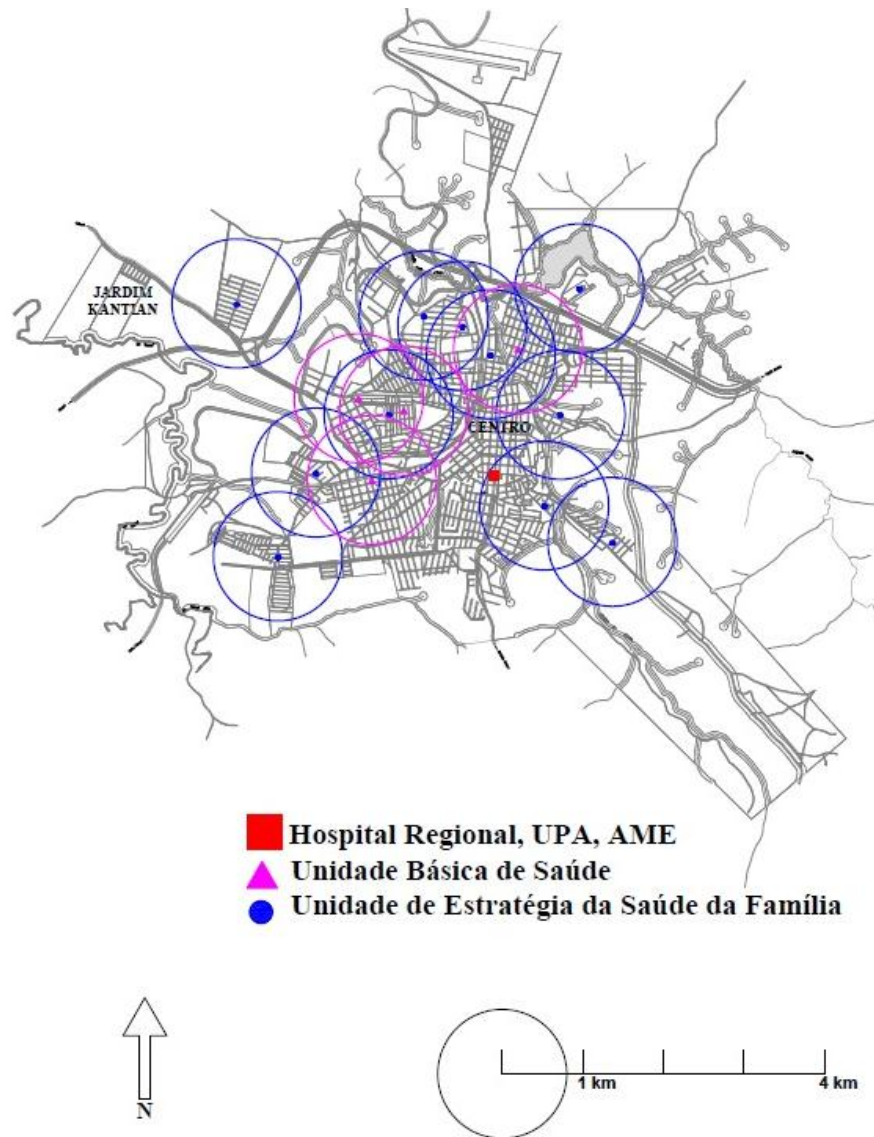 JARDIM
KANTIAN
CENTRO
Hospital Regional, UPA, AME
Unidade Básica de Saúde
Unidade de Estratégia da Saúde da Família
N
1 km
4 km